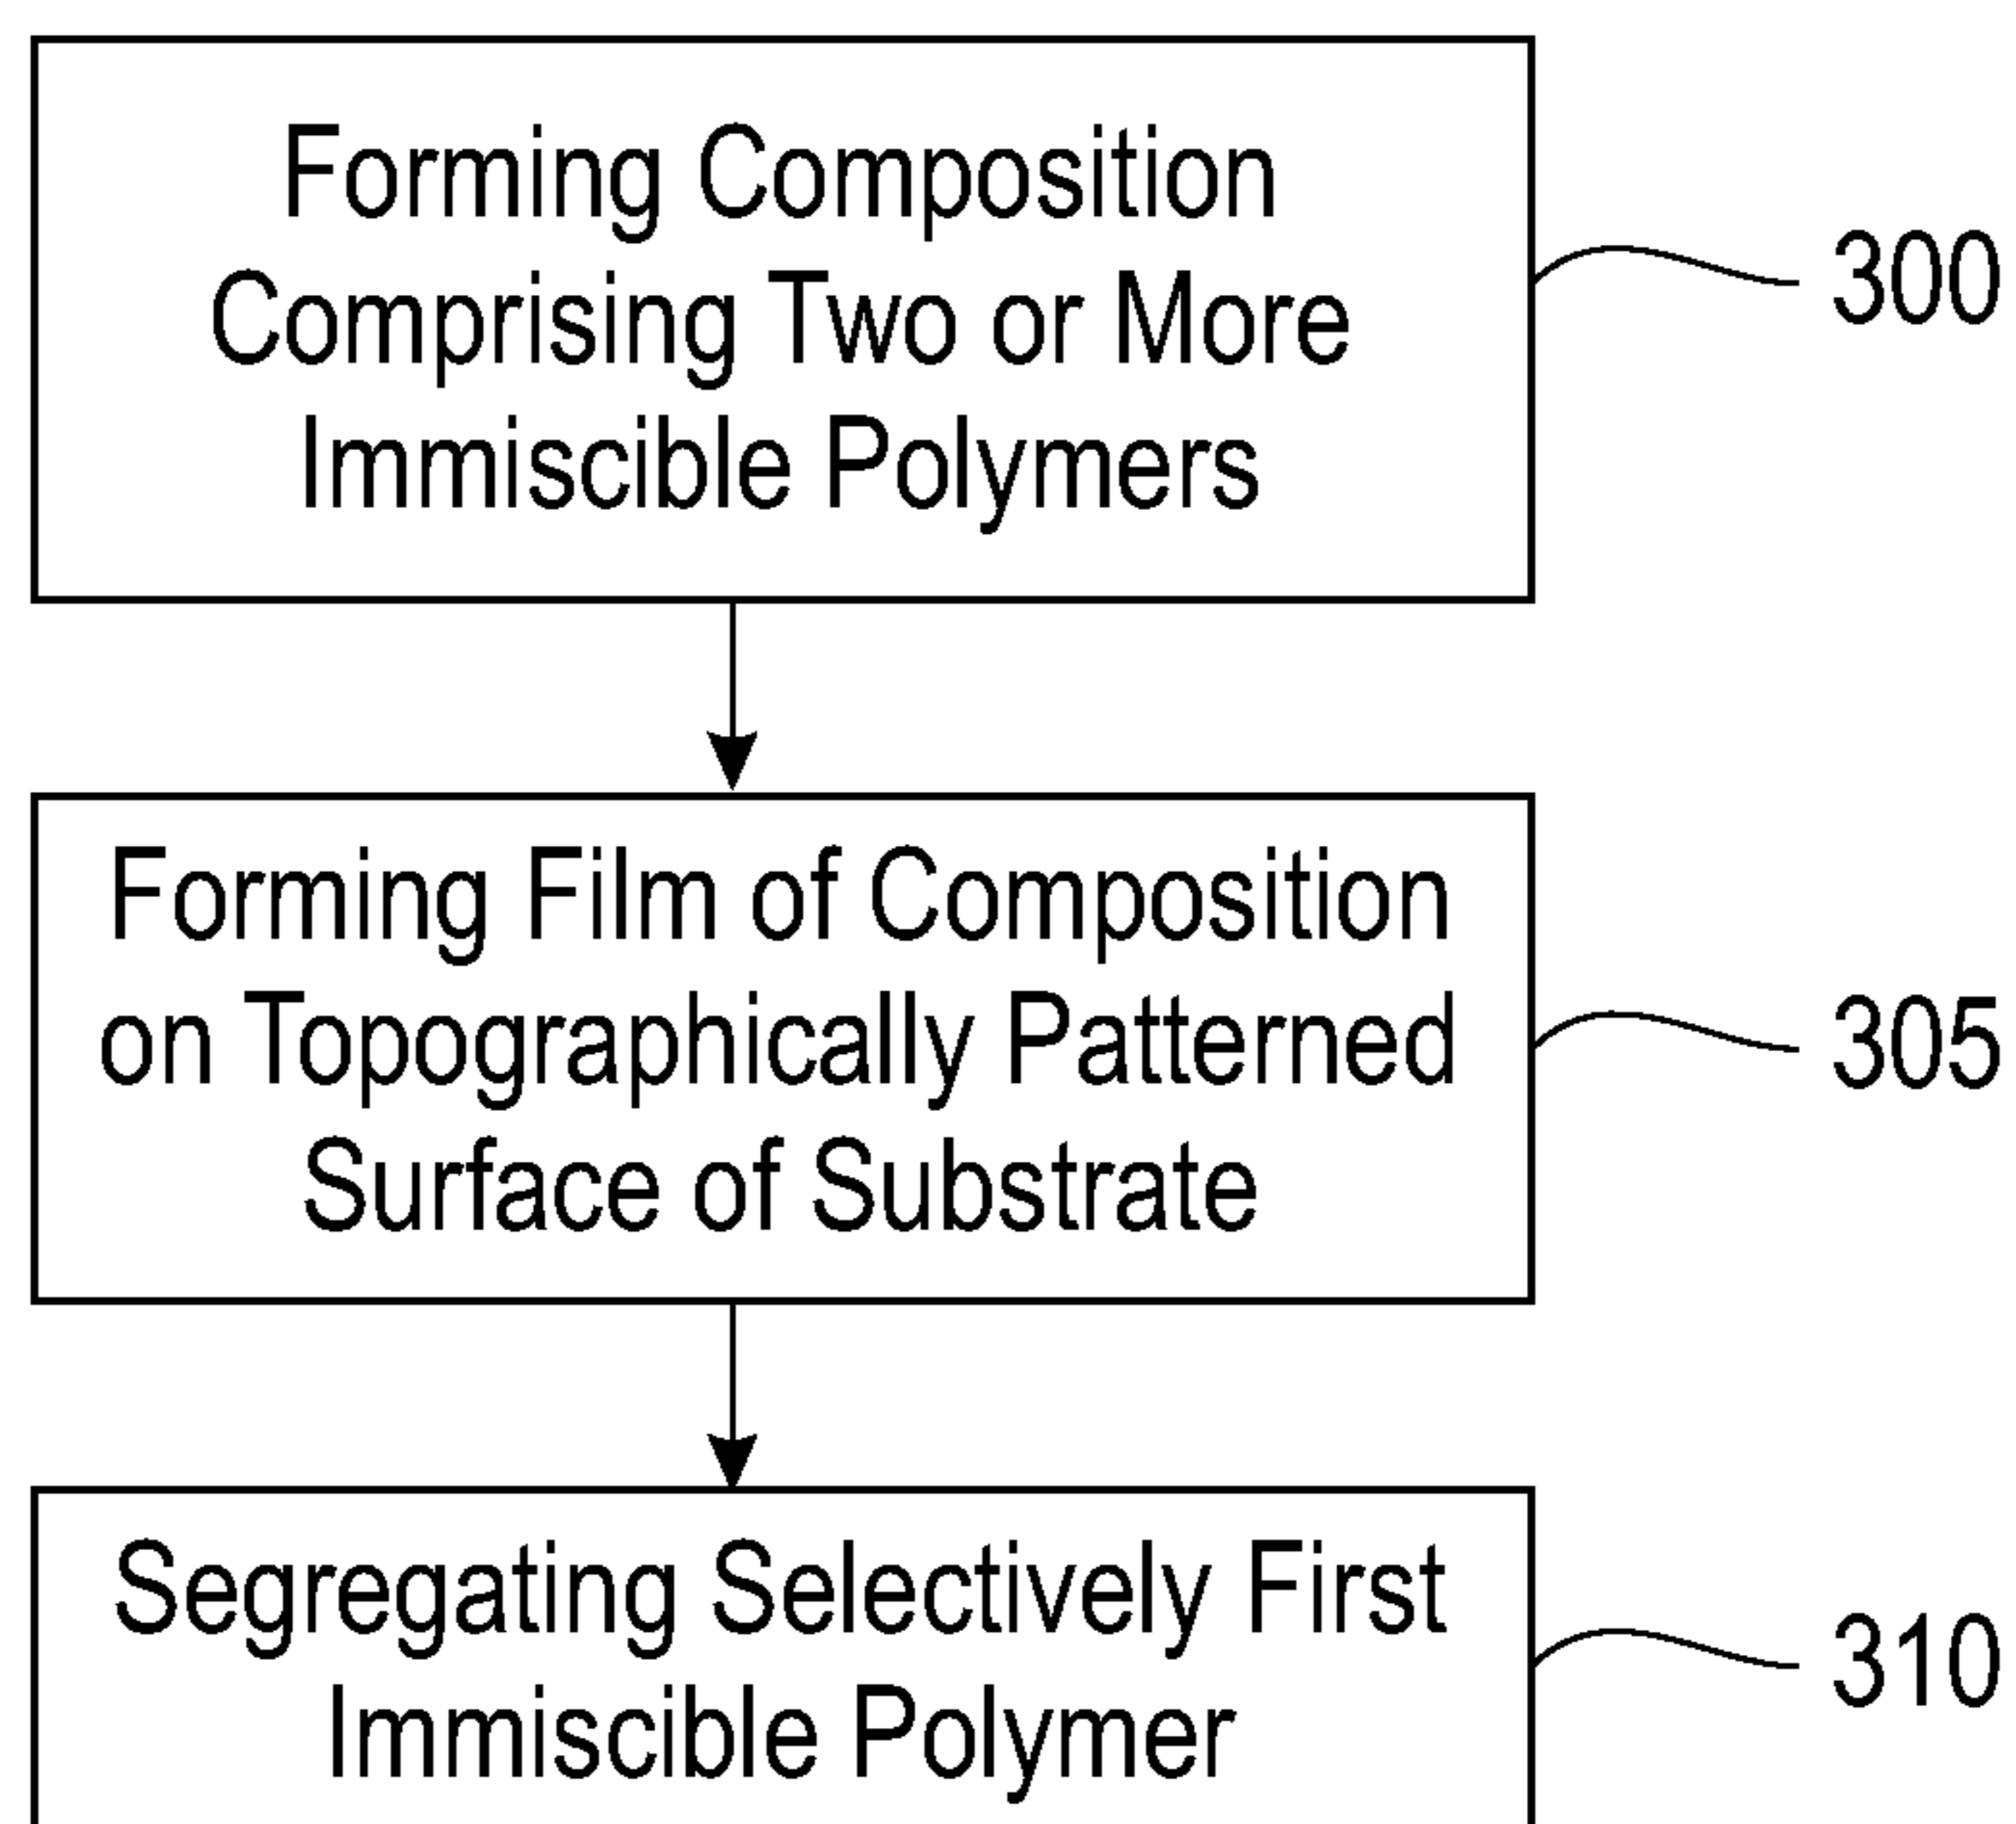 Forming Composition
Comprising Two or More
Immiscible Polymers
300
Forming Film of Composition
on Topographically Patterned
Surface of Substrate
305
Segregating Selectively First
Immiscible Polymer
310